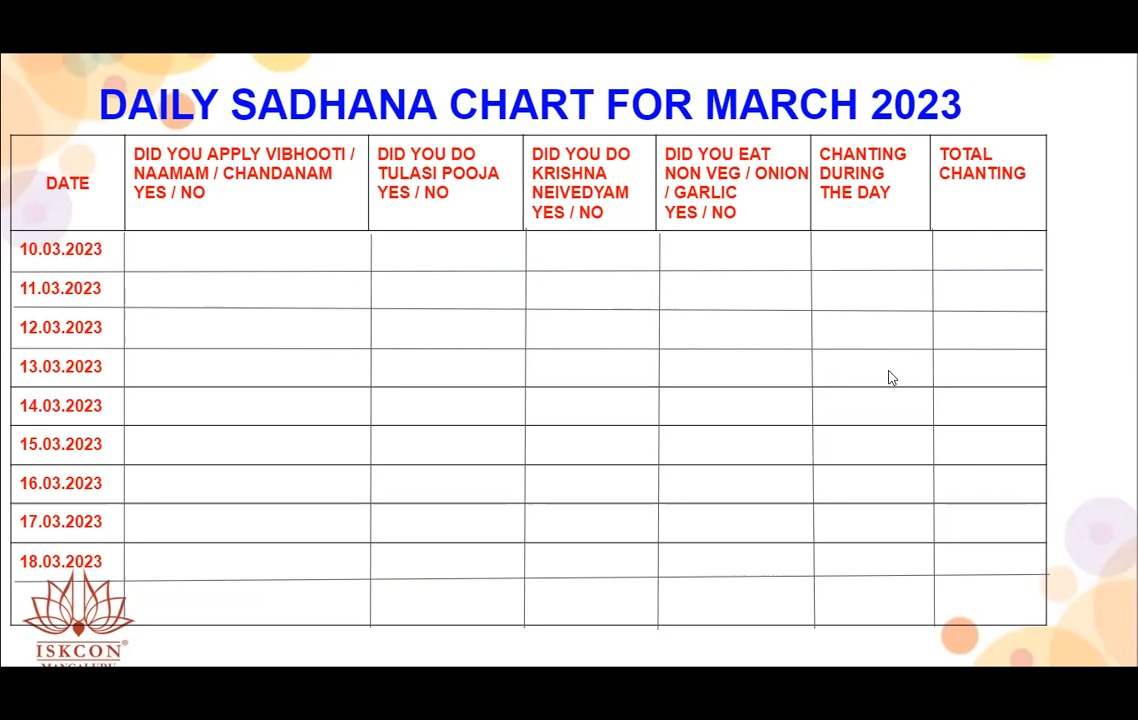 DAILY SADHANA CHART FOR MARCH 2023
DATE
DID YOU APPLY VIBHOOTI /
NAAMAM / CHANDANAM
YES / NO
DID YOU DO
TULASI POOJA
YES / NO
DID YOU DO
KRISHNA
NEIVEDYAM
YES / NO
DID YOU EAT
NON VEG / ONION
/ GARLIC
YES / NO
CHANTING
DURING
THE DAY
TOTAL
CHANTING
10.03.2023
11.03.2023
12.03.2023
13.03.2023
14.03.2023
15.03.2023
16.03.2023
17.03.2023
18.03.2023
ISKCON®
MANGALURU